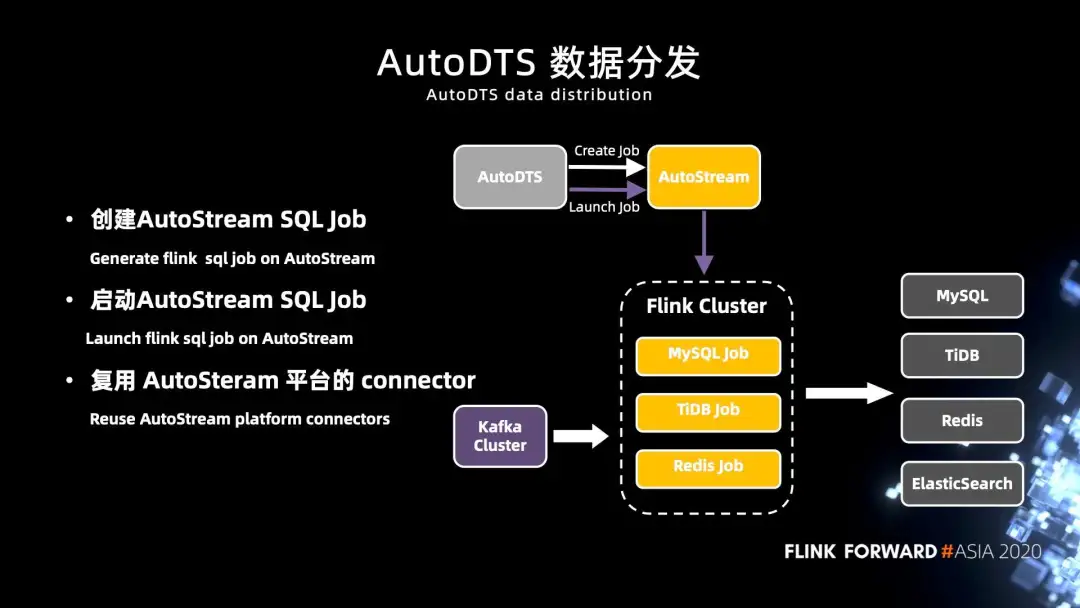 AutoDTS 数据分发
AutoDTS data distribution
• 创建AutoStream SQL Job
Generate flink sql job on AutoStream
• 启动AutoStream SQL Job
Launch flink sql job on AutoStream
• 复用 AutoSteram 平台的 connector
Reuse AutoStream platform connectors
AutoDTS
Create Job
Launch Job
AutoStream
Kafka
Cluster
Flink Cluster
MySQL Job
TiDB Job
Redis Job
MySQL
TiDB
Redis
ElasticSearch
FLINK FORWARD #ASIA 2020